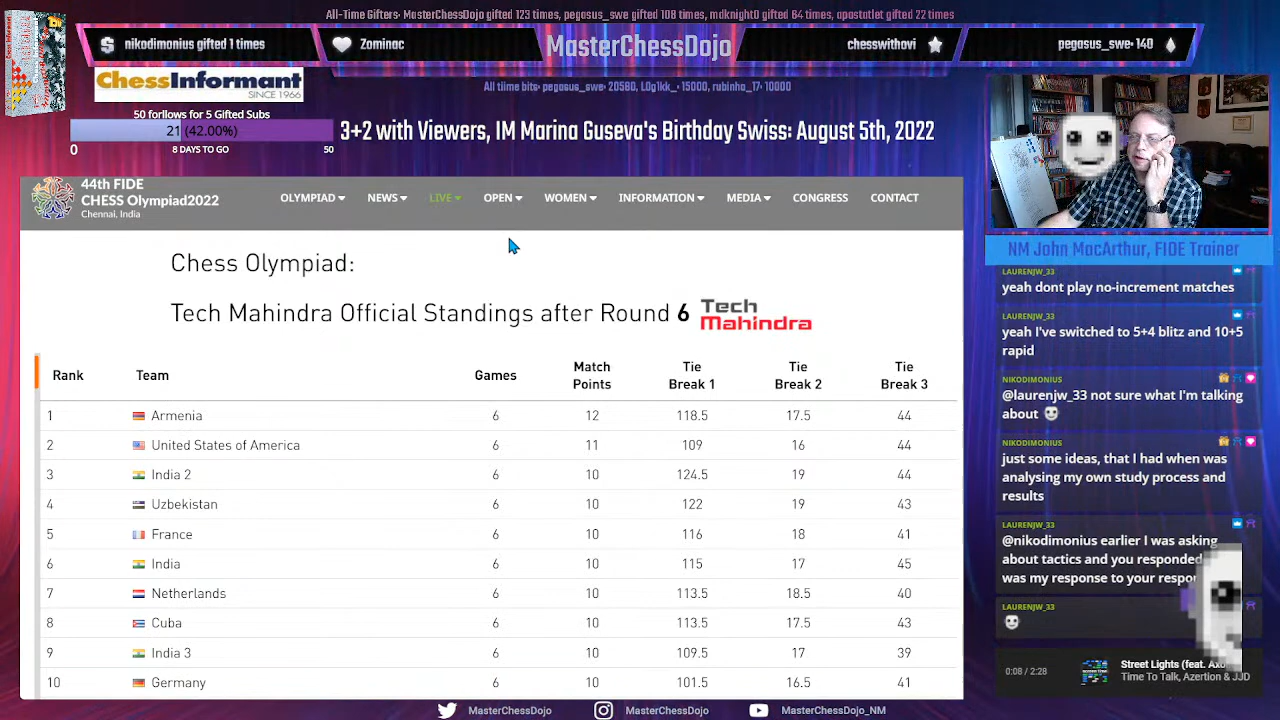 All-Time Gifters· MasterChessDojo gifted 123 times, pegasus_swe gifted 108 times, mdknight0 gifted 64 times, apostatlet gifted 22 times
nikodimonius gifted 1 times
Zominac
MasterChessDojo
chesswithavi
pegasus_swe· 140
ChessInformant
SINCE 1966
All tiime bits· pegasus_swe· 20580, L0g1kk_· 15000, rubinho_17· 10000
50 forllows for 5 Gifted Subs
21 (42.00%)
0 8 DAYS TO GO 50
3+2 with Viewers, IM Marina Guseva's Birthday Swiss: August 5th, 2022
44th FIDE
CHESS Olympiad2022
Chennai, India
OLYMPIAD NEWS LIVE OPEN WOMEN INFORMATION MEDIA CONGRESS CONTACT
Chess Olympiad:
Tech Mahindra Official Standings after Round 6
Tech
Mahindra
Rank Team Games Match Points Tie Break 1 Tie Break 2 Tie Break 3
1 Armenia 6 12 118.5 17.5 44
2 United States of America 6 11 109 16 44
3 India 2 6 10 124.5 19 44
4 Uzbekistan 6 10 122 19 43
5 France 6 10 116 18 41
6 India 6 10 115 17 45
7 Netherlands 6 10 113.5 18.5 40
8 Cuba 6 10 113.5 17.5 43
9 India 3 6 10 109.5 17 39
10 Germany 6 10 101.5 16.5 41
NM John MacArthur, FIDE Trainer
LAURENJW_33
yeah dont play no-increment matches
LAURENJW_33
yeah I've switched to 5+4 blitz and 10+5
rapid
NIKODIMONIUS
@laurenjw_33 not sure what I'm talking
about
NIKODIMONIUS
just some ideas, that I had when was
analysing my own study process and
results
LAURENJW_33
@nikodimonius earlier I was asking
about tactics and you responded
was my response to your
LAURENJW_33
0:08 / 2:28
Street Lights (feat.
Time To Talk, Azertion & JJD
MasterChessDojo
MasterChessDojo
MasterChessDojo_NM